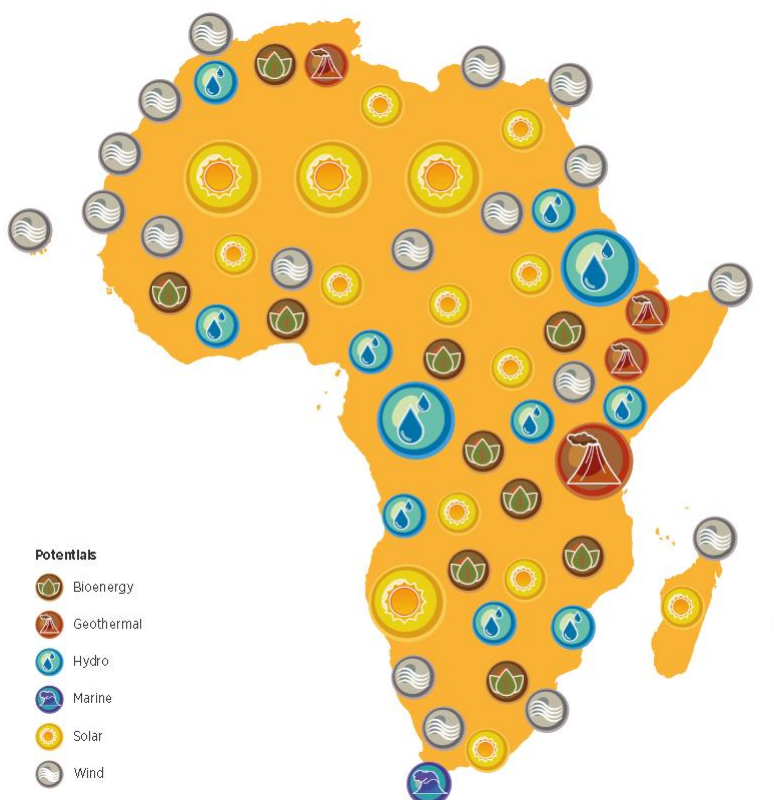 Potentials
Bioenergy
Geothermal
Hydro
Marine
Solar
Wind